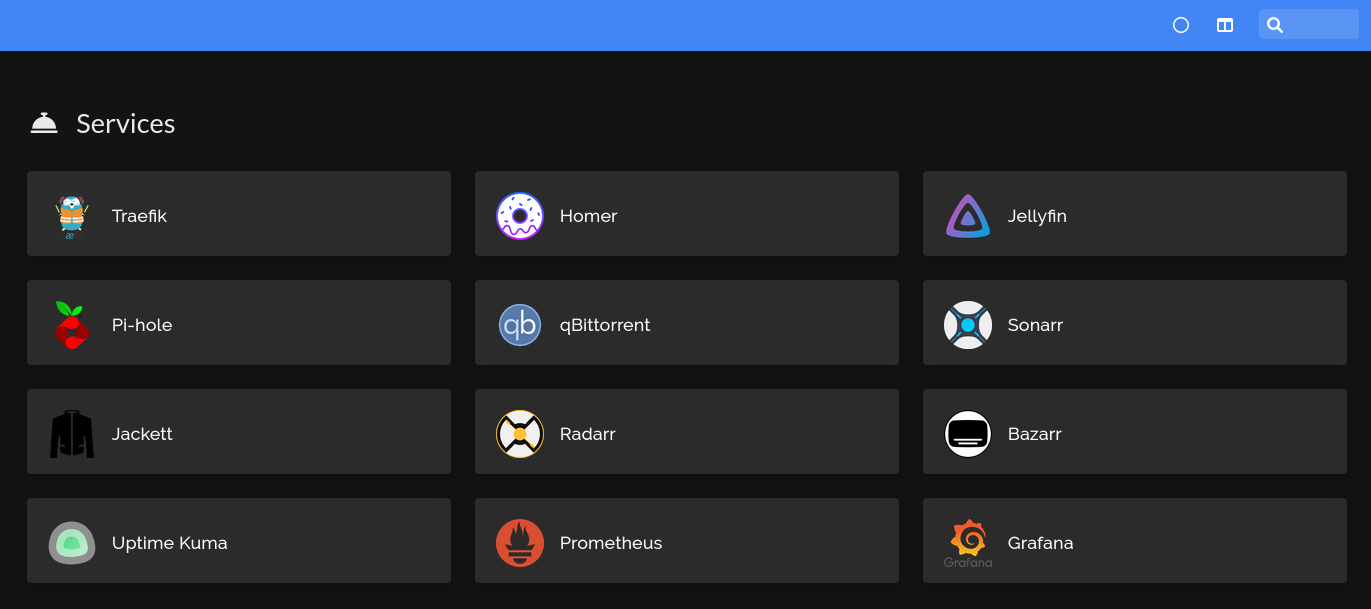 Services
Traefik
æ
Homer
Jellyfin
Pi-hole
qb
qBittorrent
Sonarr
Jackett
Radarr
Bazarr
Uptime Kuma
Prometheus
Grafana
Grafana